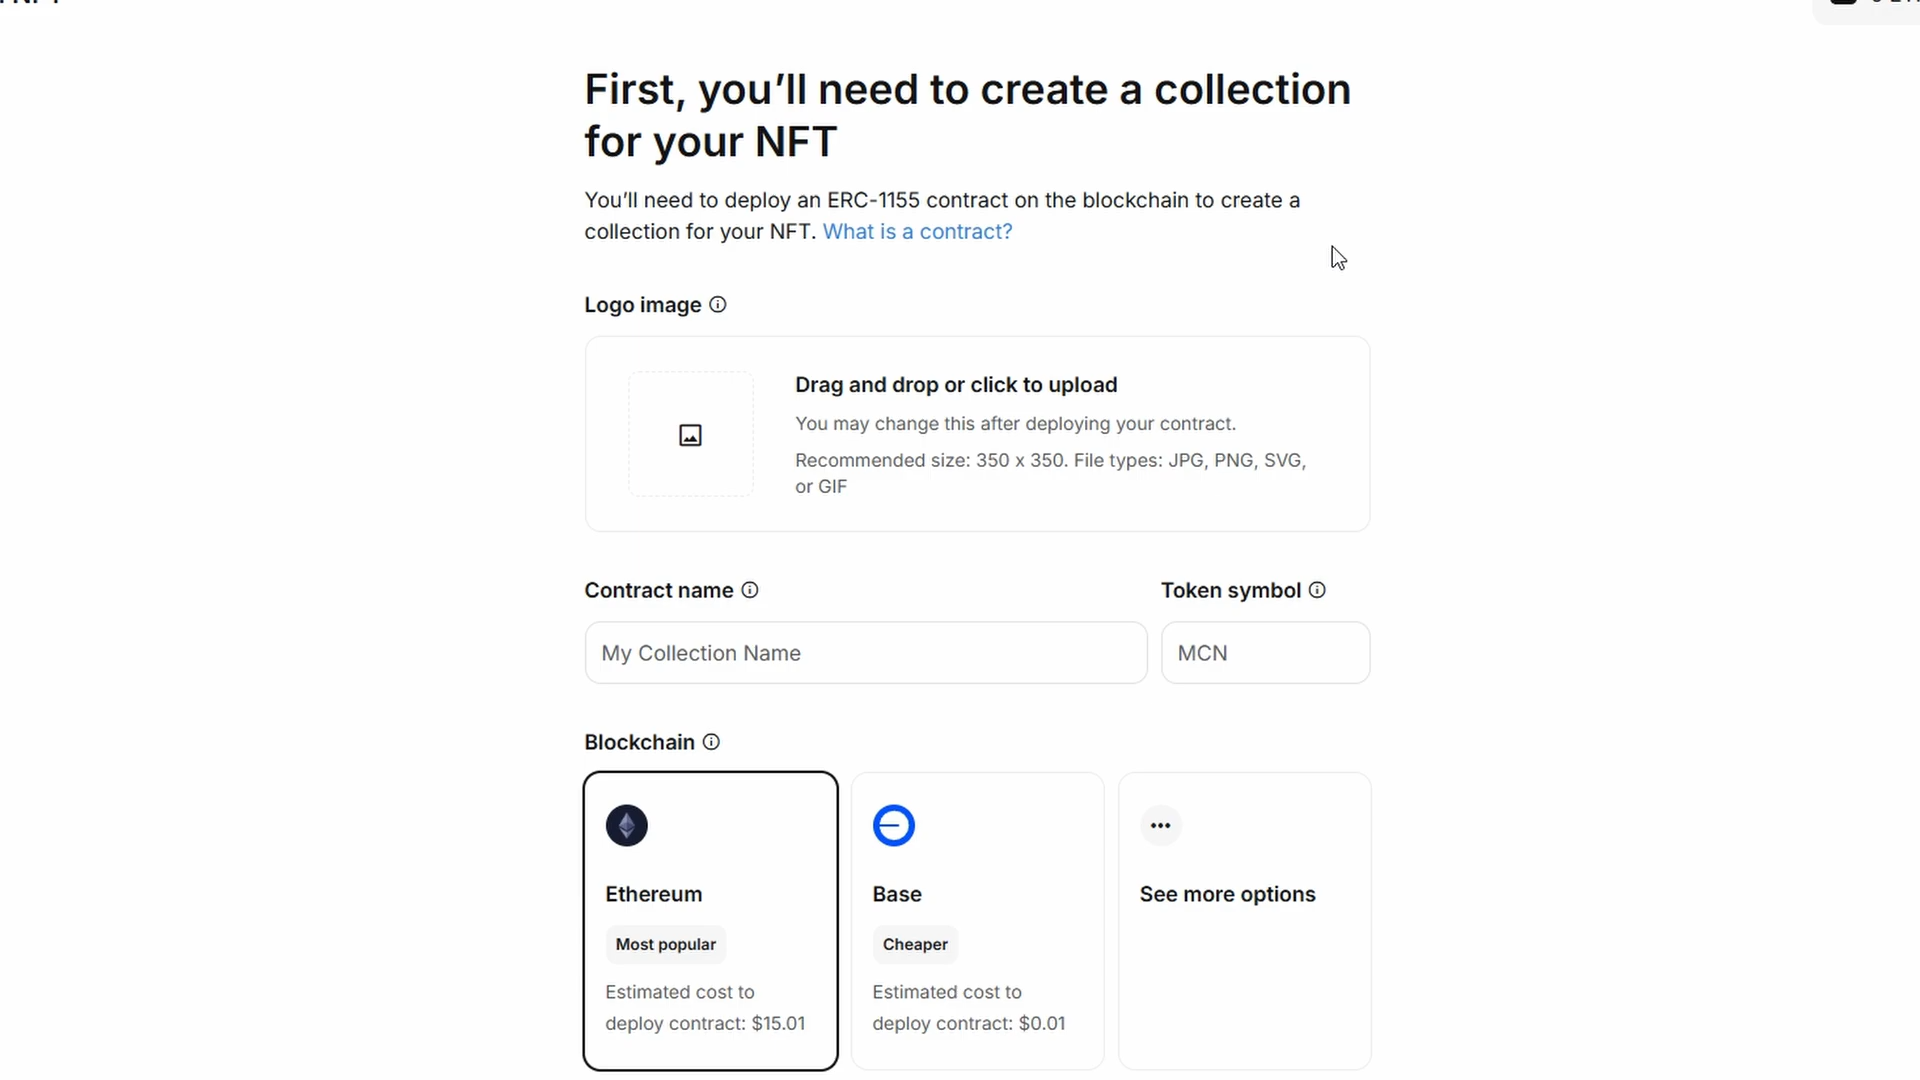 First, you’ll need to create a collection
for your NFT
You’ll need to deploy an ERC-1155 contract on the blockchain to create a
collection for your NFT. What is a contract?
Logo image
Drag and drop or click to upload
You may change this after deploying your contract.
Recommended size: 350 x 350. File types: JPG, PNG, SVG,
or GIF
Contract name
Token symbol
My Collection Name
MCN
Blockchain
Ethereum
Base
See more options
Most popular
Cheaper
Estimated cost to
deploy contract: $15.01
Estimated cost to
deploy contract: $0.01